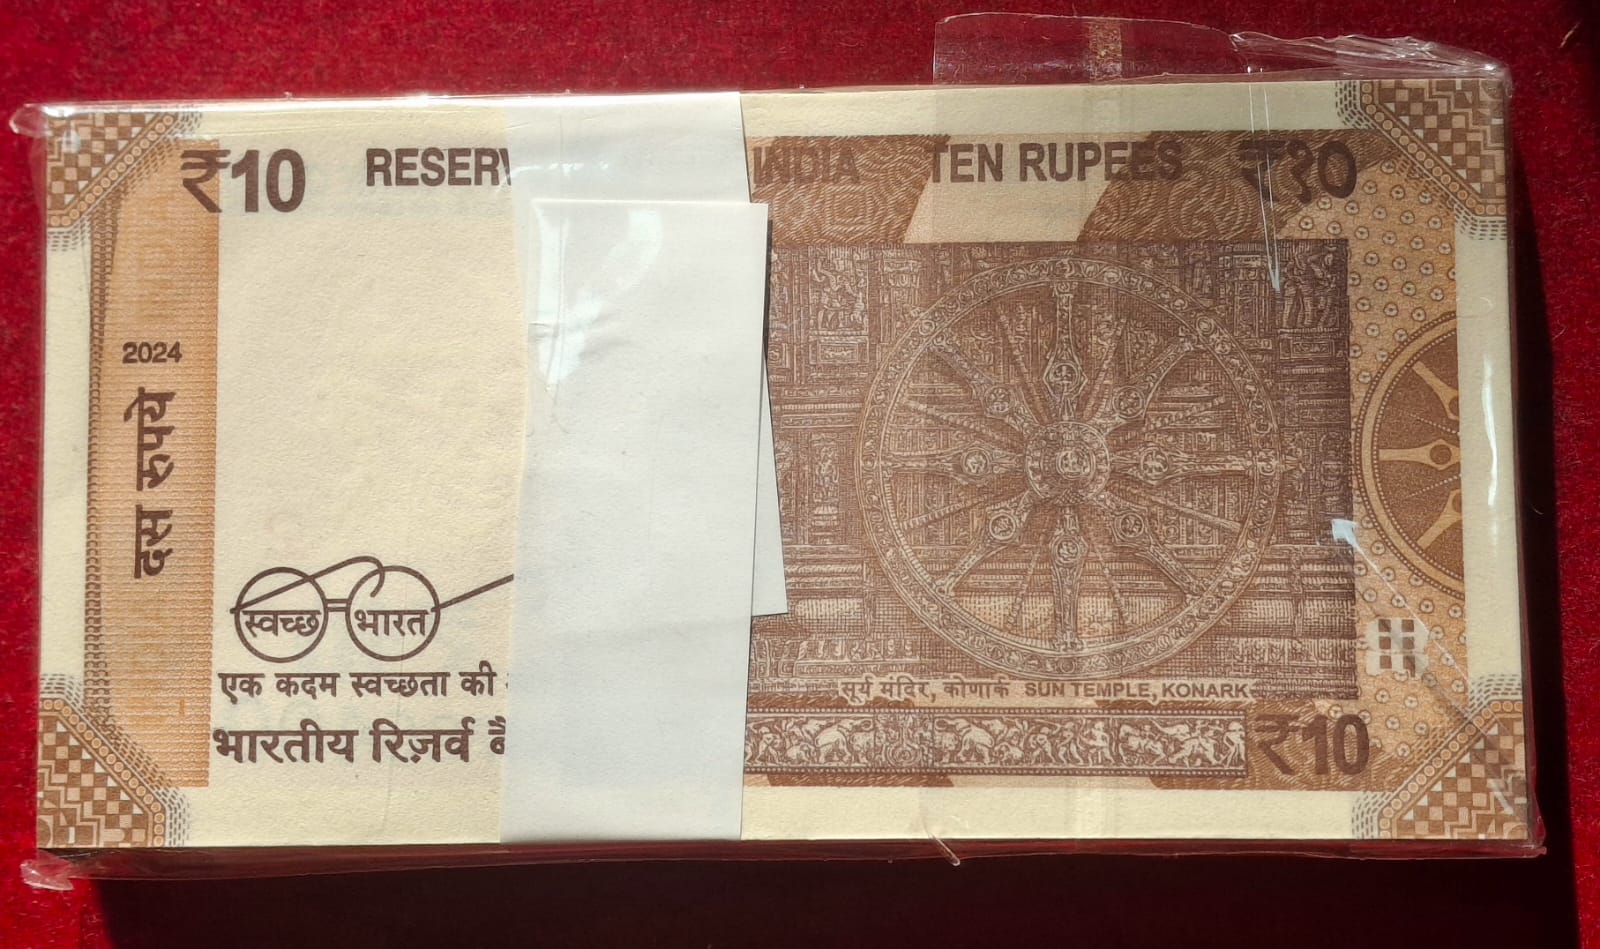 ₹10 RESERV INDIA TEN RUPEES ₹१०
2024
दस रुपये
स्वच्छ भारत
एक कदम स्वच्छता की
भारतीय रिज़र्व
सूर्य मंदिर, कोणार्क SUN TEMPLE, KONARK
₹10